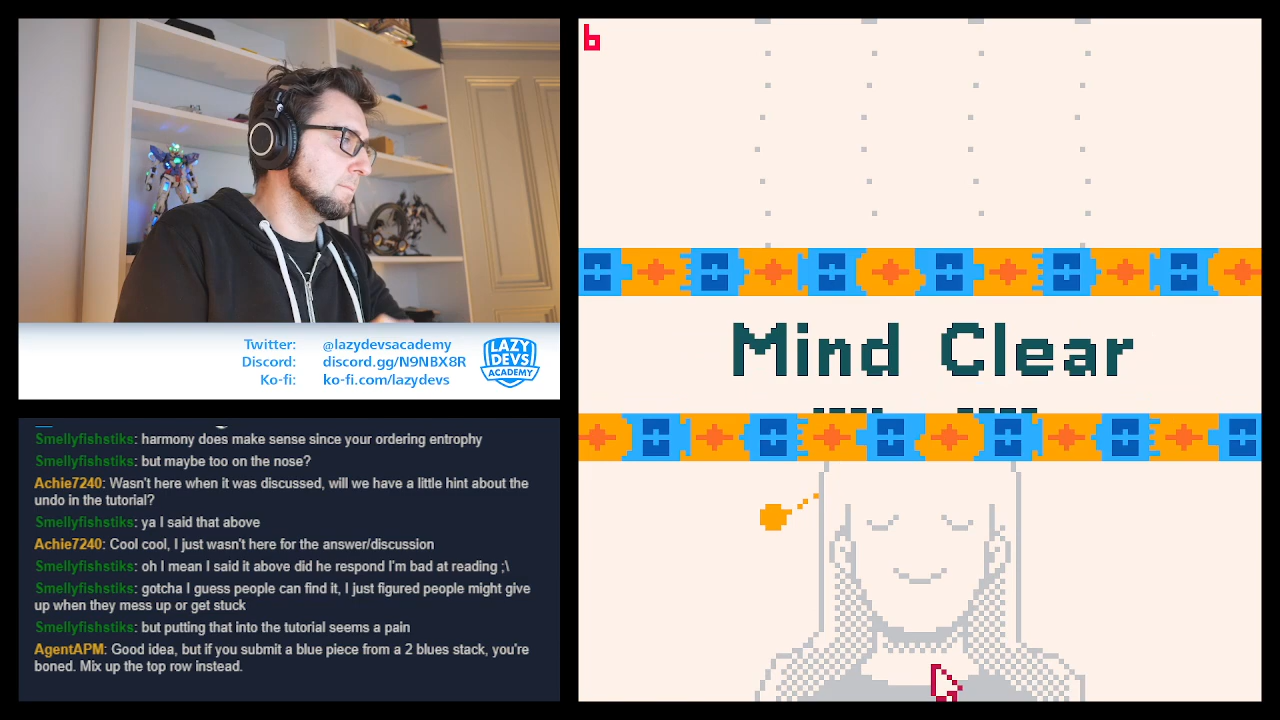 6
Mind Clear
Twitter: @lazydevsacademy
Discord: discord.gg/N9NBX8R
Ko-fi: ko-fi.com/lazydevs
LAZY
DEVS
ACADEMY
Smellyfishstiks: harmony does make sense since your ordering entrophy
Smellyfishstiks: but maybe too on the nose?
Achie7240: Wasn't here when it was discussed, will we have a little hint about the
undo in the tutorial?
Smellyfishstiks: ya I said that above
Achie7240: Cool cool, I just wasn't here for the answer/discussion
Smellyfishstiks: oh I mean I said it above did he respond I'm bad at reading ;\
Smellyfishstiks: gotcha I guess people can find it, I just figured people might give
up when they mess up or get stuck
Smellyfishstiks: but putting that into the tutorial seems a pain
AgentAPM: Good idea, but if you submit a blue piece from a 2 blues stack, you're
boned. Mix up the top row instead.